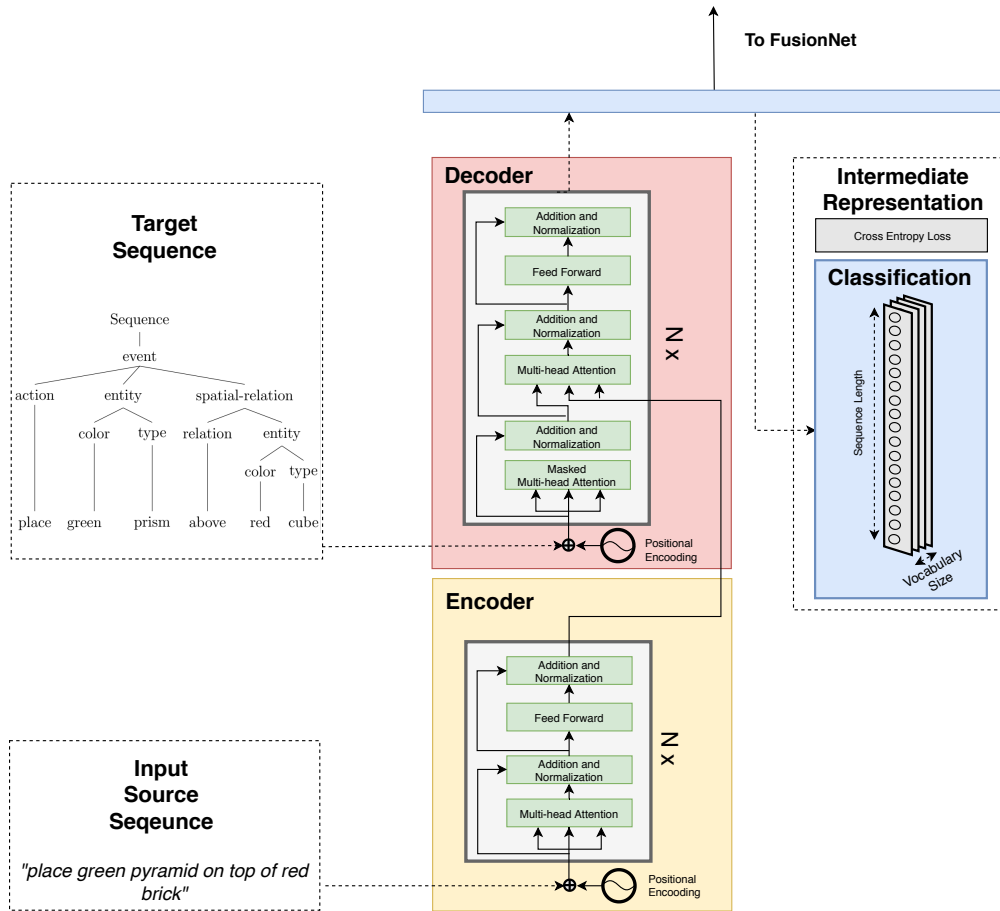 To FusionNet
Decoder
Addition and
Normalization
Feed Forward
Addition and
Normalization
Multi-head Attention
Addition and
Normalization
Masked
Multi-head Attention
Positional
Encooding
N x
Target
Sequence
Sequence
event
action entity spatial-relation
color type relation entity
color type
place green prism above red cube
Intermediate
Representation
Cross Entropy Loss
Classification
Sequence Length
Vocabulary
Size
Encoder
Addition and
Normalization
Feed Forward
Addition and
Normalization
Multi-head Attention
Positional
Encooding
N x
Input
Source
Seqeunce
"place green pyramid on top of red
brick"